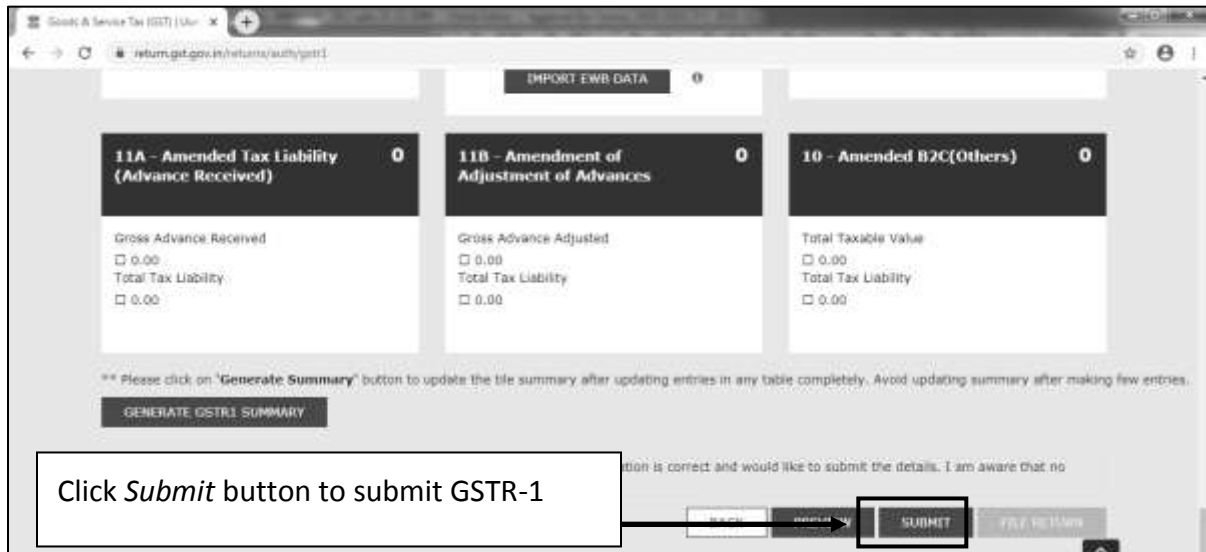 Goods & Service Tax (GST) | User
return.gst.gov.in/returns/auth/gstr1
IMPORT EWB DATA
11A - Amended Tax Liability (Advance Received) 0
11B - Amendment of Adjustment of Advances 0
10 - Amended B2C(Others) 0
Gross Advance Received
0.00
Total Tax Liability
0.00
Gross Advance Adjusted
0.00
Total Tax Liability
0.00
Total Taxable Value
0.00
Total Tax Liability
0.00
** Please click on "Generate Summary" button to update the tile summary after updating entries in any table completely. Avoid updating summary after making few entries.
GENERATE GSTR1 SUMMARY
is correct and would like to submit the details. I am aware that no
Click Submit button to submit GSTR-1
BACK
PREVIEW
SUBMIT
FILE RETURN